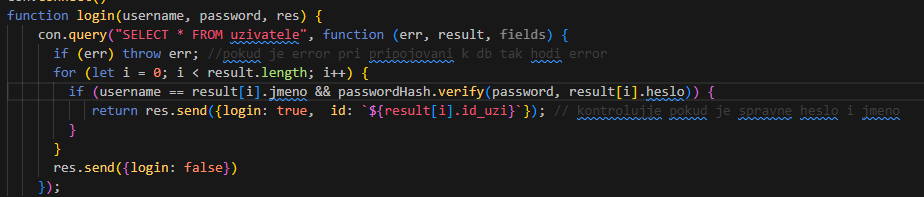 function login(username, password, res) {
con.query("SELECT * FROM uzivatele", function (err, result, fields) {
if (err) throw err; //pokud je error pri pripojovani k db tak hodi error
for (let i = 0; i < result.length; i++) {
if (username == result[i].jmeno && passwordHash.verify(password, result[i].heslo)) {
return res.send({login: true,  id: `${result[i].id_uzi}`}); // kontrolujje pokud je spravne heslo i jmeno
}
}
res.send({login: false})
});